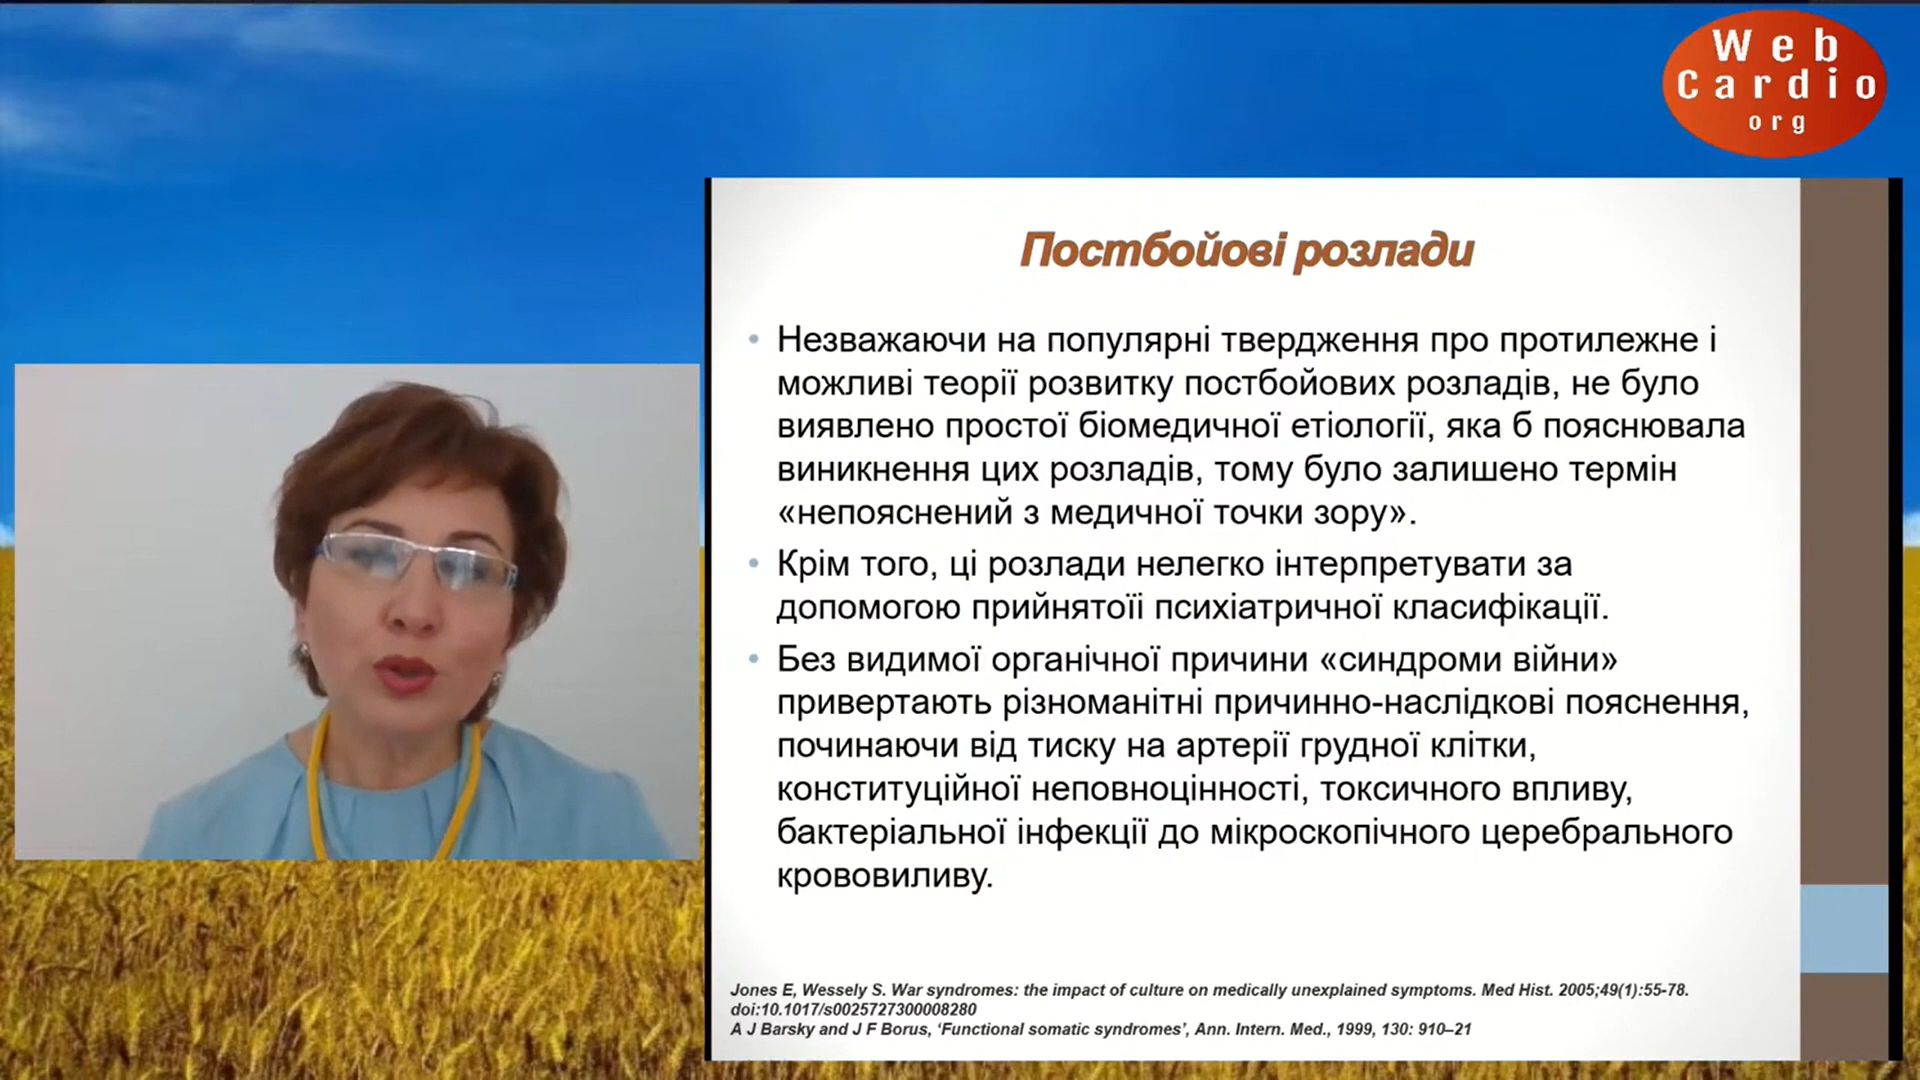 Web
Cardio
org
Постбойові розлади
• Незважаючи на популярні твердження про протилежне і
можливі теорії розвитку постбойових розладів, не було
виявлено простої біомедичної етіології, яка б пояснювала
виникнення цих розладів, тому було залишено термін
«непояснений з медичної точки зору».
• Крім того, ці розлади нелегко інтерпретувати за
допомогою прийнятоїі психіатричної класифікації.
• Без видимої органічної причини «синдроми війни»
привертають різноманітні причинно-наслідкові пояснення,
починаючи від тиску на артерії грудної клітки,
конституційної неповноцінності, токсичного впливу,
бактеріальної інфекції до мікроскопічного церебрального
крововиливу.
Jones E, Wessely S. War syndromes: the impact of culture on medically unexplained symptoms. Med Hist. 2005;49(1):55-78.
doi:10.1017/s0025727300008280
A J Barsky and J F Borus, ‘Functional somatic syndromes’, Ann. Intern. Med., 1999, 130: 910–21